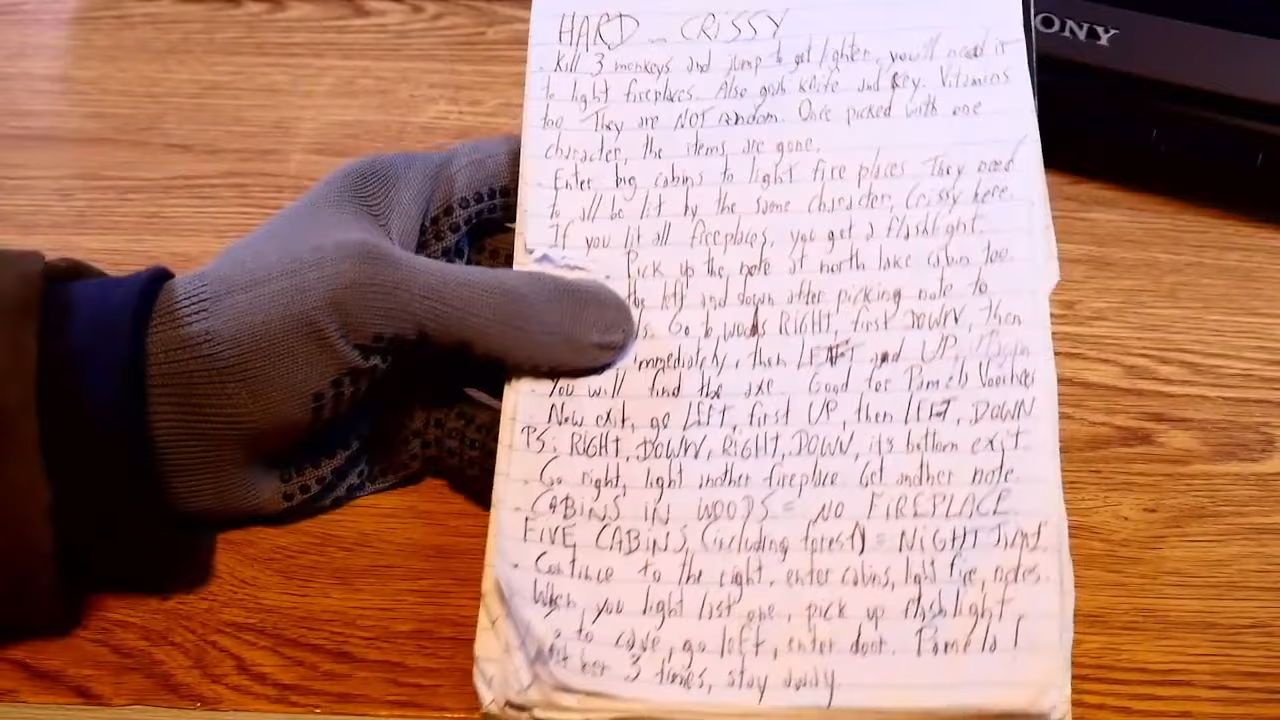 HARD - CRISSY
. Kill 3 monkeys and jump to get lighter, you'll need it
to light fireplaces. Also grab knife and key. Vitamins
too. They are NOT random. Once picked with one
character, the items are gone.
. Enter big cabins to light fire places They need
to all be lit by the same character, Crissy here.
. If you lit all fireplaces, you get a flashlight.
. Pick up the note at north lake cabin too.
the left and down after picking note to
s. Go to woods RIGHT, first DOWN, then
immediately, then LEFT and UP,
. You will find the axe. Good for Pamela Voorhees
. Now exit, go LEFT, first UP, then LEFT, DOWN
PS: RIGHT, DOWN, RIGHT, DOWN, its bottom exit
. Go right, light another fireplace. Get another note.
. CABINS IN WOODS = NO FIREPLACE.
FIVE CABINS, (including forest) = NIGHT
. Continue to the right, enter cabins, light fire, notes.
When you light last one, pick up flashlight
to cave, go left, enter door. Pamela!
her 3 times, stay away.
SONY